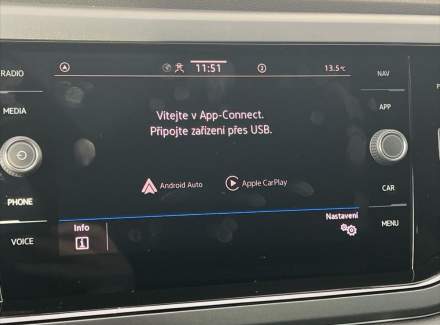 RADIO
MEDIA
PHONE
VOICE
11:51
2
13.5°C
Vítejte v App-Connect.
Připojte zařízení přes USB.
Android Auto
Apple CarPlay
Info
Nastavení
NAV
APP
CAR
MENU